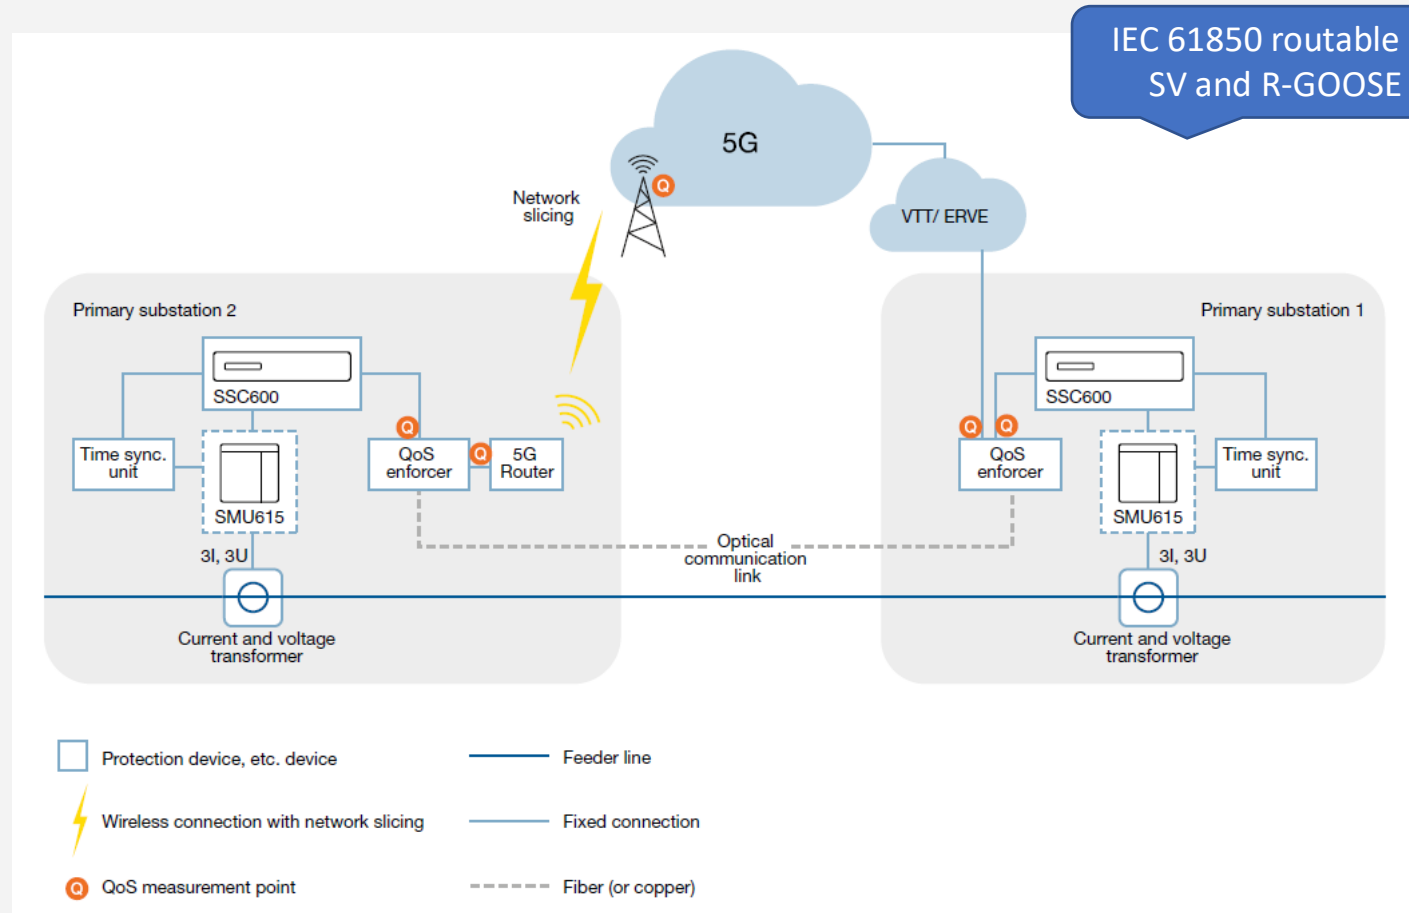 IEC 61850 routable
SV and R-GOOSE
5G
Q
Network
slicing
VTT/ ERVE
Primary substation 2
Primary substation 1
SSC600
SSC600
Q
Q
Q
Q
Time sync.
unit
QoS
enforcer
5G
Router
QoS
enforcer
Time sync.
unit
SMU615
SMU615
Optical
communication
link
3I, 3U
3I, 3U
Current and voltage
transformer
Current and voltage
transformer
Protection device, etc. device
Feeder line
Wireless connection with network slicing
Fixed connection
Q
QoS measurement point
Fiber (or copper)